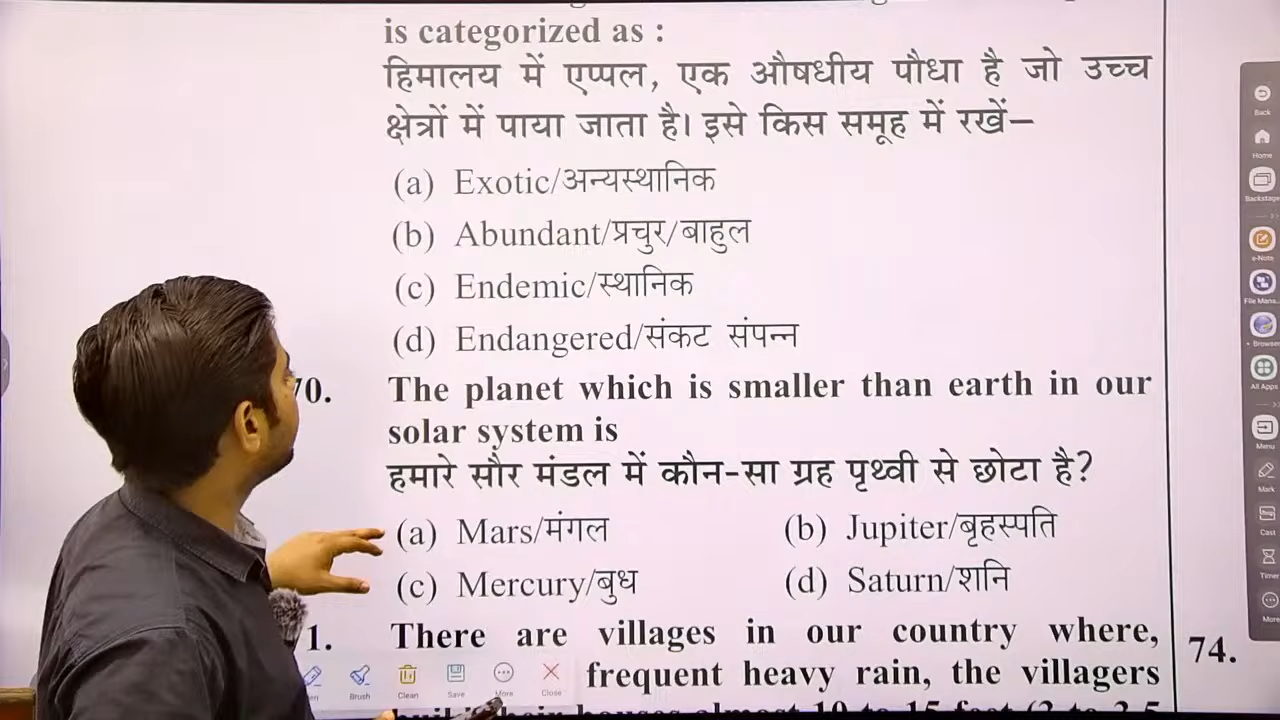 is categorized as :
हिमालय में एप्पल, एक औषधीय पौधा है जो उच्च
क्षेत्रों में पाया जाता है। इसे किस समूह में रखें–
(a) Exotic/अन्यस्थानिक
(b) Abundant/प्रचुर/बाहुल
(c) Endemic/स्थानिक
(d) Endangered/संकट संपन्न
70. The planet which is smaller than earth in our
solar system is
हमारे सौर मंडल में कौन-सा ग्रह पृथ्वी से छोटा है?
(a) Mars/मंगल (b) Jupiter/बृहस्पति
(c) Mercury/बुध (d) Saturn/शनि
1. There are villages in our country where,
frequent heavy rain, the villagers
74.
Brush Clean Save More Close
Back
Home
Backstage
e-Note
File Mana..
Browser
All Apps
Menu
Mark
Cast
Timer
More